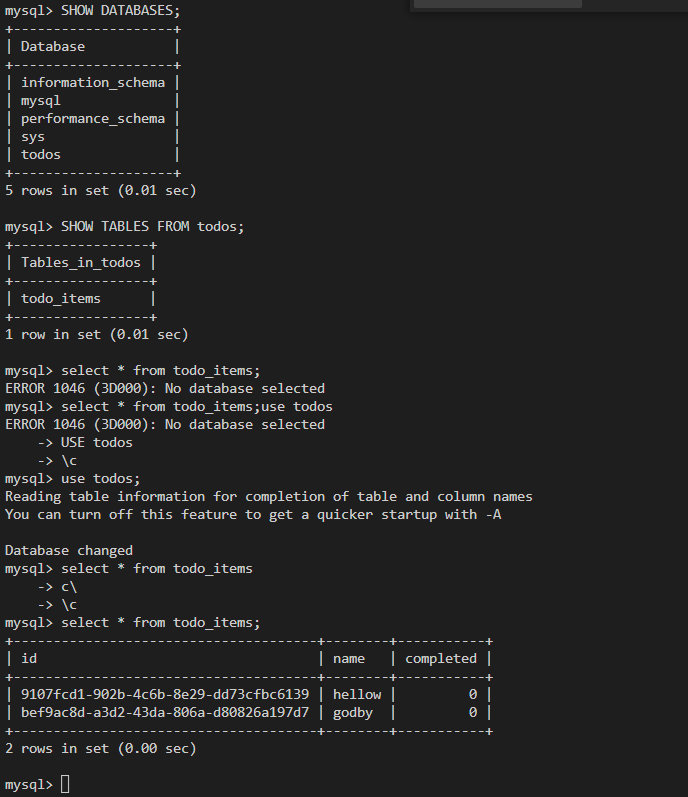 mysql> SHOW DATABASES;
+--------------------+
| Database           |
+--------------------+
| information_schema |
| mysql              |
| performance_schema |
| sys                |
| todos              |
+--------------------+
5 rows in set (0.01 sec)

mysql> SHOW TABLES FROM todos;
+-----------------+
| Tables_in_todos |
+-----------------+
| todo_items      |
+-----------------+
1 row in set (0.01 sec)

mysql> select * from todo_items;
ERROR 1046 (3D000): No database selected
mysql> select * from todo_items;use todos
ERROR 1046 (3D000): No database selected
    -> USE todos
    -> \c
mysql> use todos;
Reading table information for completion of table and column names
You can turn off this feature to get a quicker startup with -A

Database changed
mysql> select * from todo_items
    -> c\
    -> \c
mysql> select * from todo_items;
+--------------------------------------+--------+-----------+
| id                                   | name   | completed |
+--------------------------------------+--------+-----------+
| 9107fcd1-902b-4c6b-8e29-dd73cfbc6139 | hellow |         0 |
| bef9ac8d-a3d2-43da-806a-d80826a197d7 | godby  |         0 |
+--------------------------------------+--------+-----------+
2 rows in set (0.00 sec)

mysql>